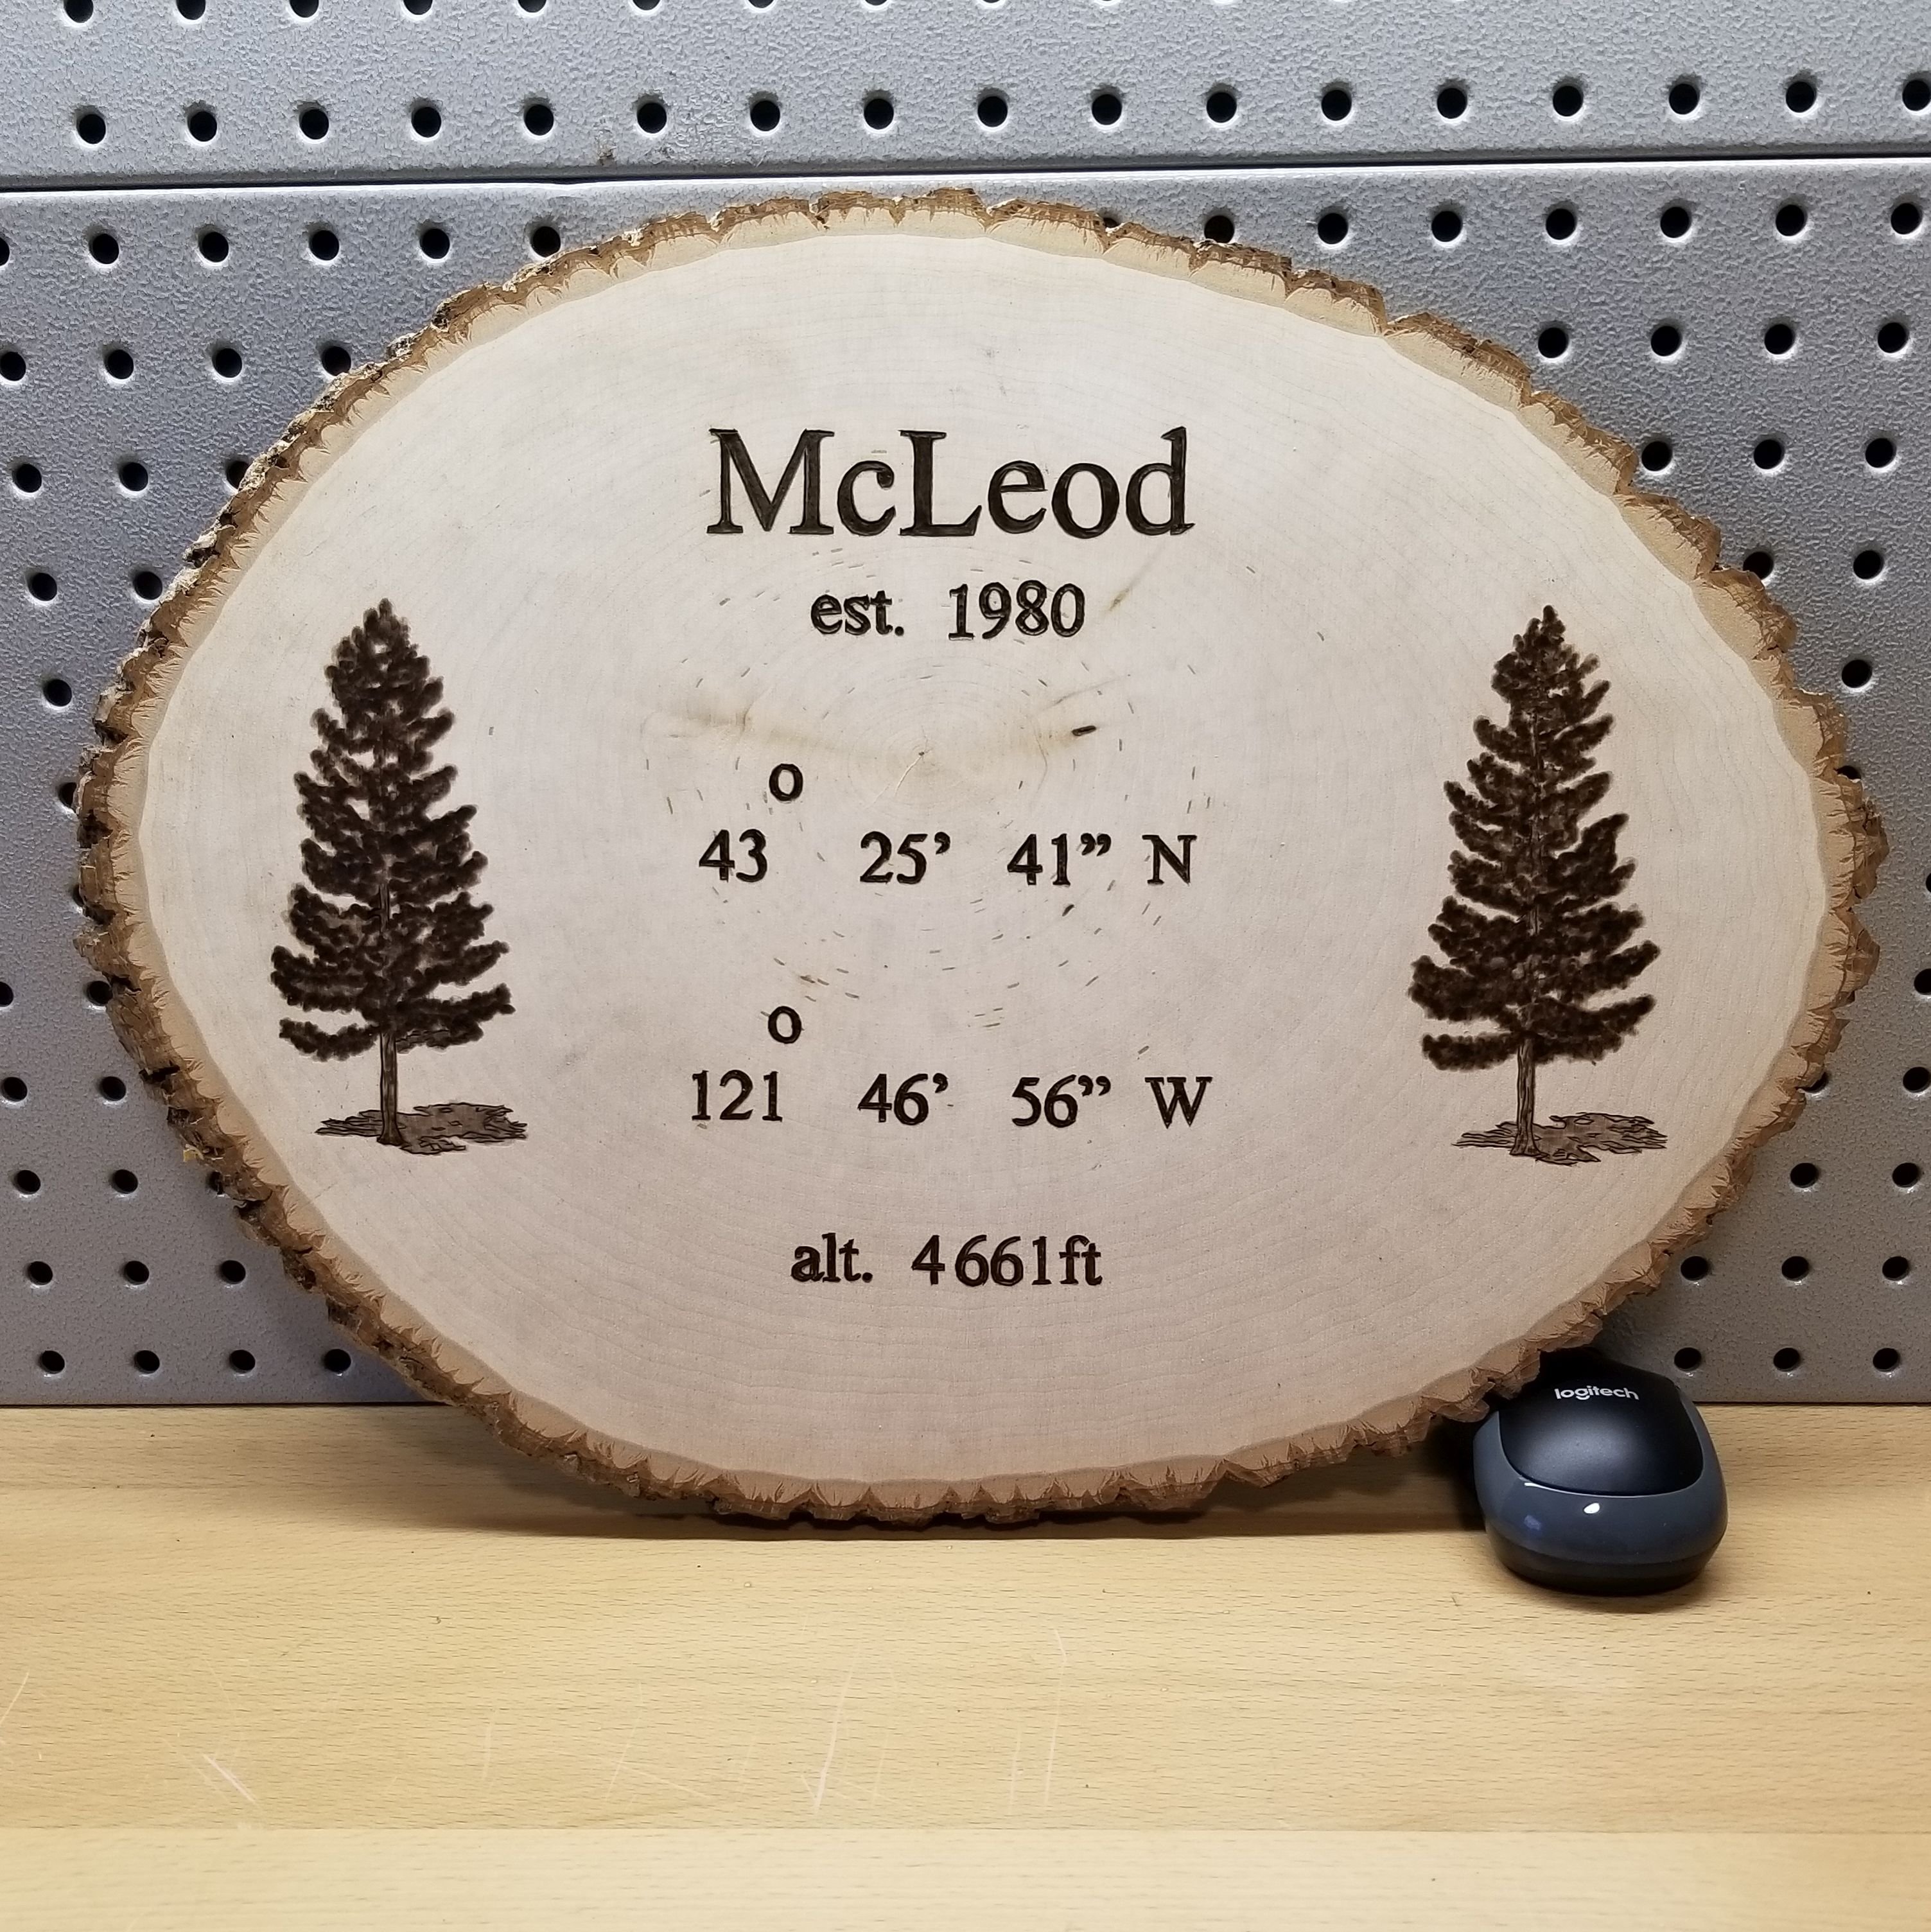 McLeod
est. 1980
o
43 25’ 41” N
o
121 46’ 56” W
alt. 4661ft
logitech